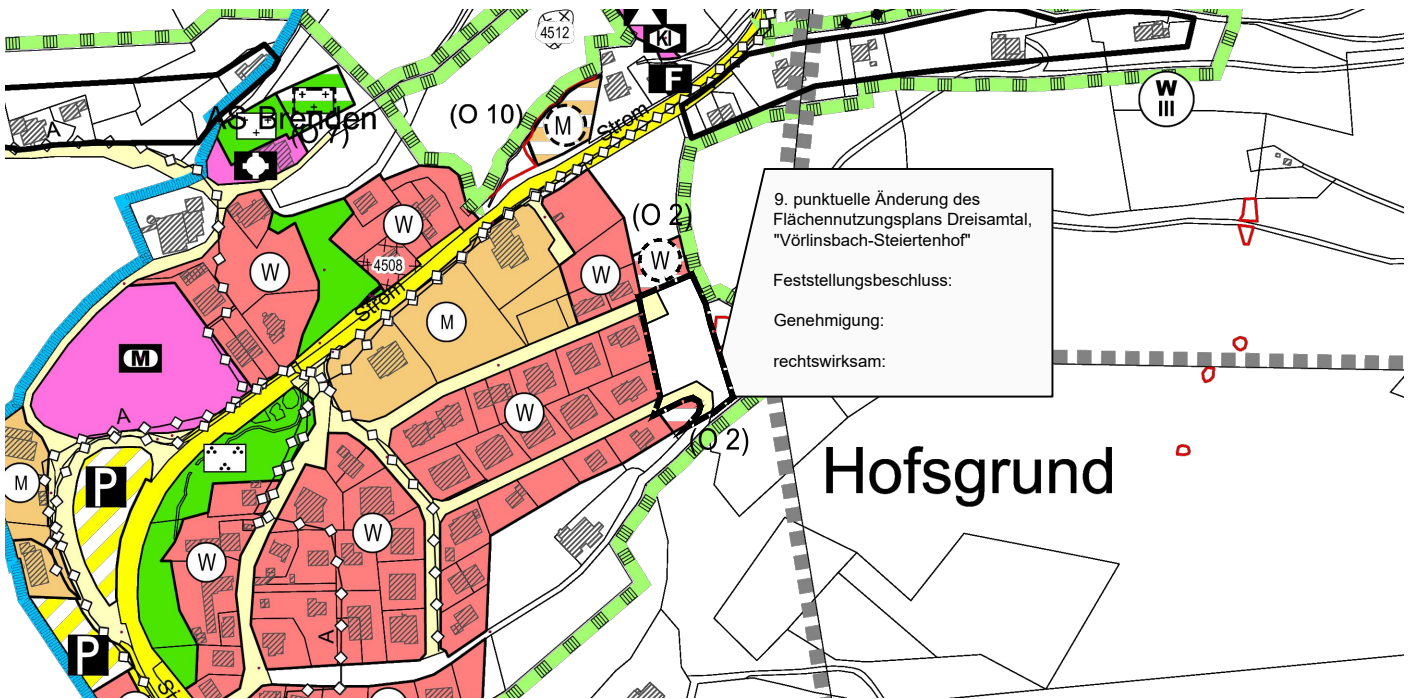 4512
KI
F
W
III
A
AS Brenden
(O 7)
(O 10)
M
Strom
9. punktuelle Änderung des
Flächennutzungsplans Dreisamtal,
"Vörlinsbach-Steiertenhof"
Feststellungsbeschluss:
Genehmigung:
rechtswirksam:
(O 2)
W
W
W
W
4508
Strom
M
M
A
W
(O 2)
Hofsgrund
M
P
W
W
A
P